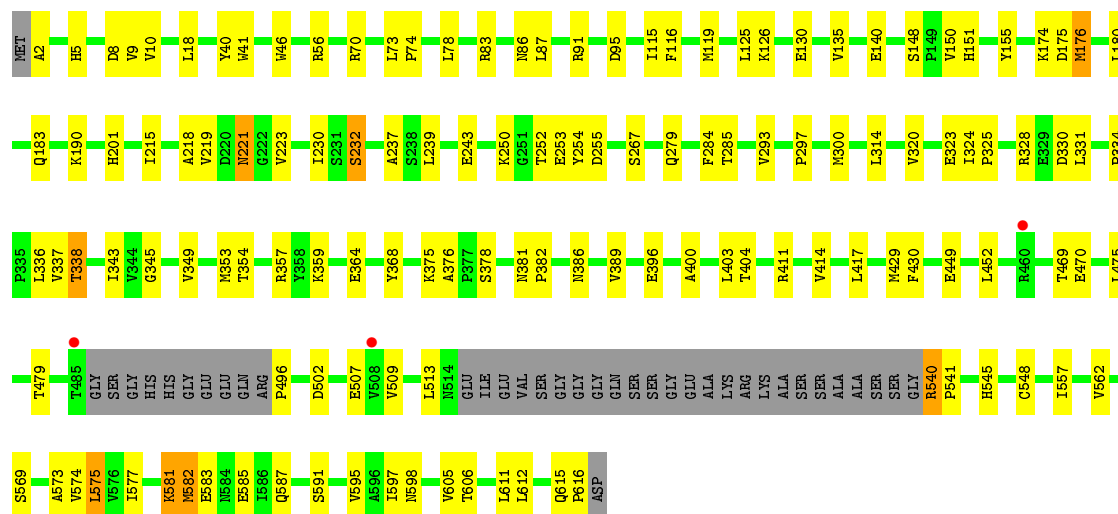 MET A2 H5 D8 V9 V10 L18 Y40 W41 W46 R56 R70 L73 P74 L78 R83 N86 L87 R91 D95 I115 F116 M119 L125 K126 E130 V135 E140 S148 P149 V150 H151 Y155 K174 D175 M176 L180
Q183 K190 H201 I215 A218 V219 D220 N221 G222 V223 I230 S231 S232 A237 S238 L239 E243 K250 G251 T252 E253 Y254 D255 S267 Q279 F284 T285 V293 P297 M300 L314 V320 E323 I324 P325 R328 E329 D330 L331 P334
P335 L336 V337 T338 I343 V344 G345 V349 M353 T354 R357 Y358 K359 E364 Y368 K375 A376 P377 S378 N381 P382 N386 V389 E396 A400 L403 T404 R411 V414 L417 M429 F430 E449 L452 R460 T469 E470 L475
T479 T485 GLY SER GLY HIS HIS GLY GLU GLU GLN ARG P496 D502 E507 V508 V509 L513 N514 GLU ILE GLU VAL SER GLY GLY GLY GLN SER SER GLY GLU ALA LYS ARG LYS ALA SER SER ALA ALA SER SER GLY R540 P541 H545 C548 I557 V562
S569 A573 V574 L575 V576 I577 K581 M582 E583 N584 E585 I586 Q587 S591 V595 A596 I597 N598 V605 T606 L611 L612 Q615 P616 ASP